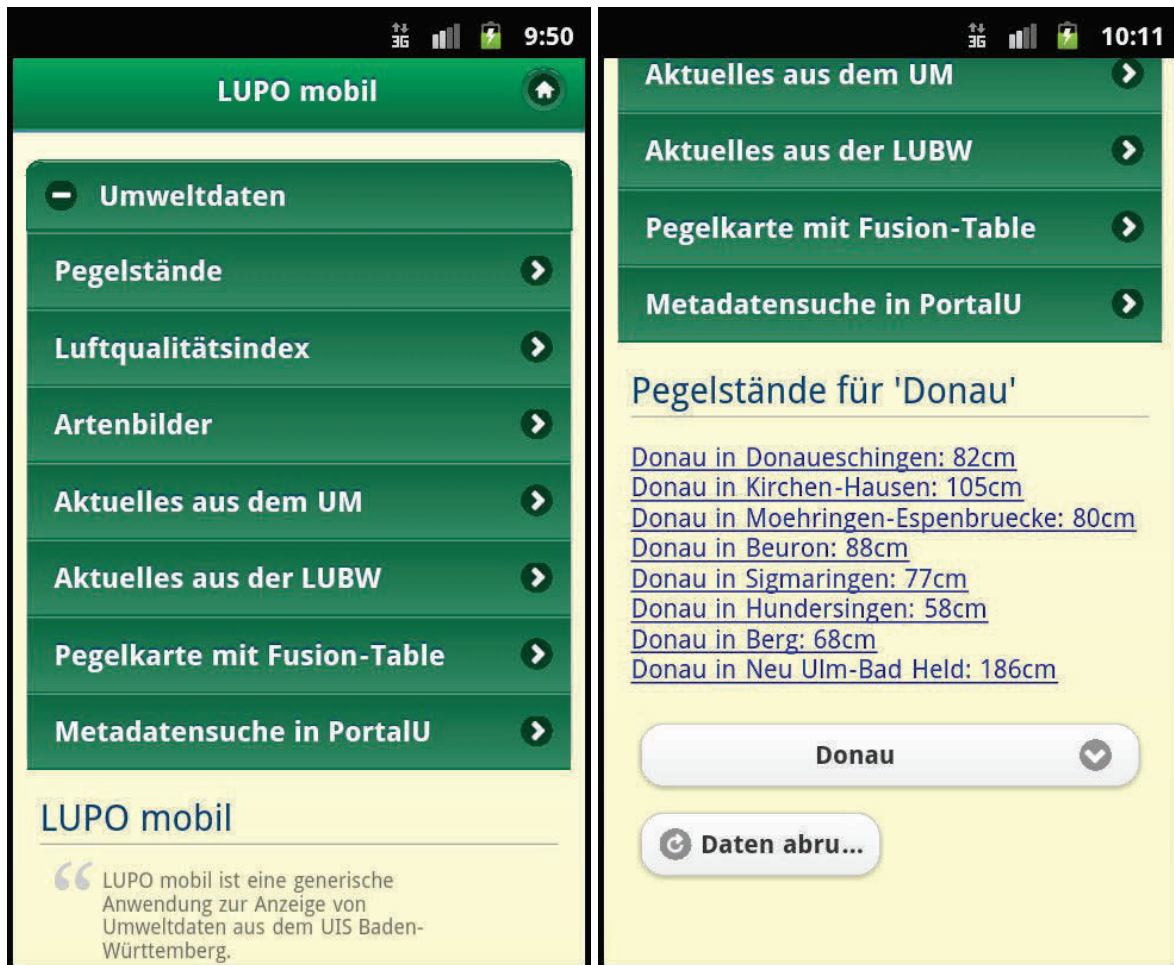 3G 9:50
LUPO mobil
Umweltdaten
Pegelstände
Luftqualitätsindex
Artenbilder
Aktuelles aus dem UM
Aktuelles aus der LUBW
Pegelkarte mit Fusion-Table
Metadatensuche in PortalU
LUPO mobil
LUPO mobil ist eine generische
Anwendung zur Anzeige von
Umweltdaten aus dem UIS Baden-
Württemberg.
3G 10:11
Aktuelles aus dem UM
Aktuelles aus der LUBW
Pegelkarte mit Fusion-Table
Metadatensuche in PortalU
Pegelstände für 'Donau'
Donau in Donaueschingen: 82cm
Donau in Kirchen-Hausen: 105cm
Donau in Moehringen-Espenbruecke: 80cm
Donau in Beuron: 88cm
Donau in Sigmaringen: 77cm
Donau in Hundersingen: 58cm
Donau in Berg: 68cm
Donau in Neu Ulm-Bad Held: 186cm
Donau
Daten abru...